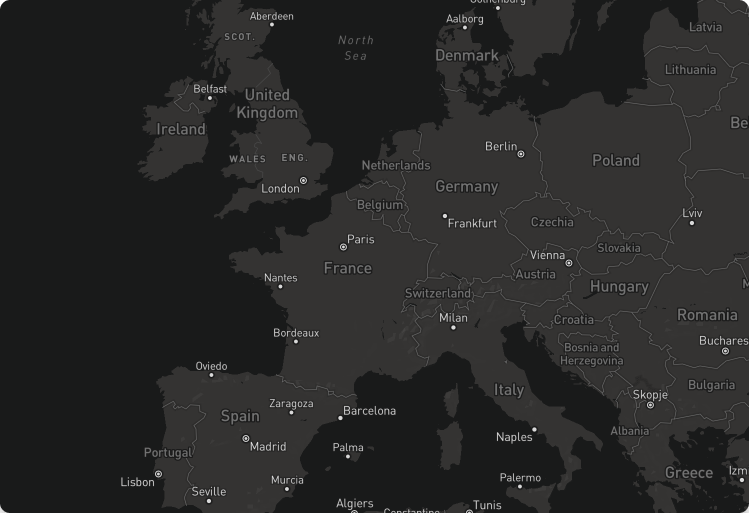 Gothenburg
Aberdeen
Aalborg
SCOT.
North
Sea
Latvia
Denmark
Lithuania
Belfast
United
Kingdom
Ireland
Be
Berlin
WALES
ENG.
Netherlands
Poland
London
Germany
Belgium
Lviv
Frankfurt
Czechia
Paris
Slovakia
Vienna
France
Austria
Nantes
Switzerland
Hungary
Milan
Croatia
Romania
Bordeaux
Bosnia and
Herzegovina
Buchares
Oviedo
Bulgaria
Italy
Skopje
Zaragoza
Barcelona
Spain
Albania
Naples
Madrid
Palma
Portugal
Greece
Izm
Lisbon
Murcia
Palermo
Seville
Algiers
Constantine
Tunis